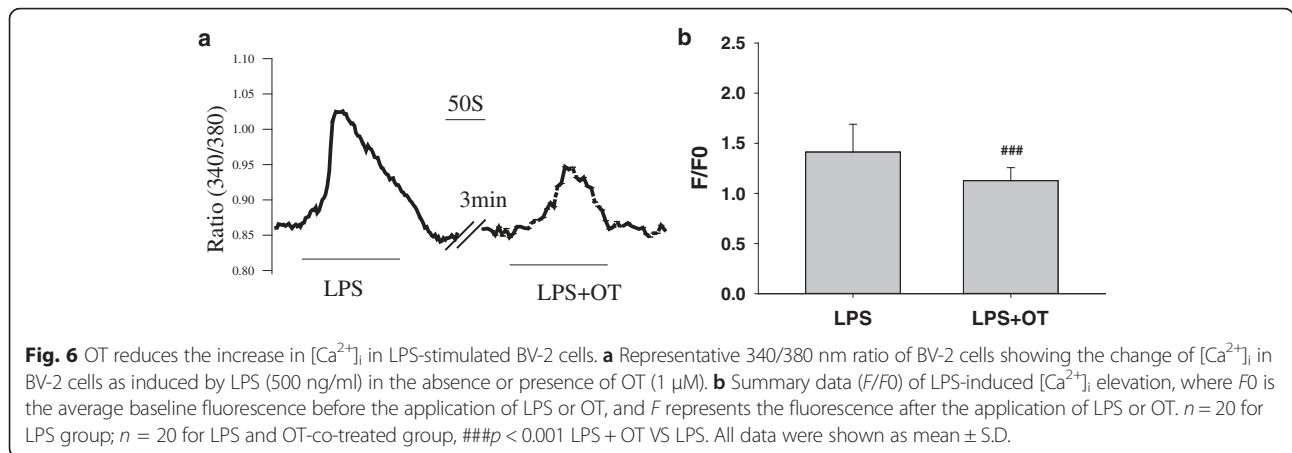 a
1.10
1.05
1.00
0.95
0.90
0.85
0.80
Ratio (340/380)
50S
3min
LPS
LPS+OT
b
2.5
2.0
1.5
1.0
0.5
0.0
F/F0
###
LPS
LPS+OT
Fig. 6 OT reduces the increase in [Ca2+]i in LPS-stimulated BV-2 cells. a Representative 340/380 nm ratio of BV-2 cells showing the change of [Ca2+]i in
BV-2 cells as induced by LPS (500 ng/ml) in the absence or presence of OT (1 μM). b Summary data (F/F0) of LPS-induced [Ca2+]i elevation, where F0 is
the average baseline fluorescence before the application of LPS or OT, and F represents the fluorescence after the application of LPS or OT. n = 20 for
LPS group; n = 20 for LPS and OT-co-treated group, ###p < 0.001 LPS + OT VS LPS. All data were shown as mean ± S.D.